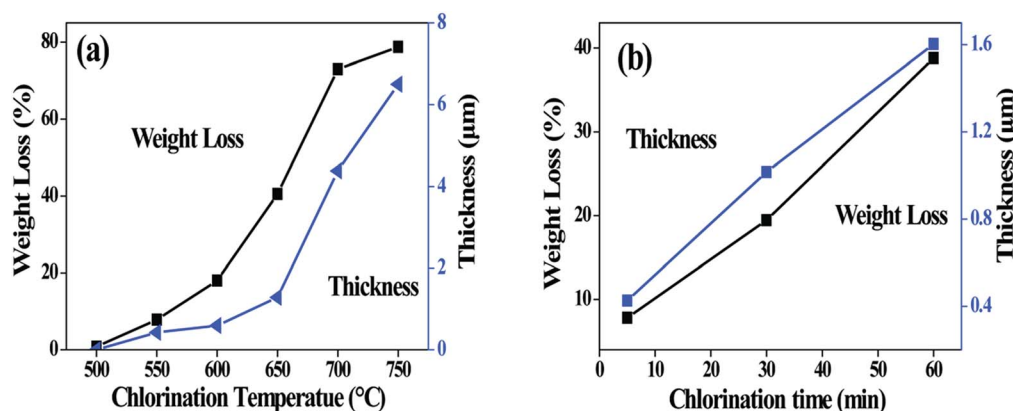 (a)
Weight Loss (%)
80
60
40
20
0
Weight Loss
Thickness
8
6
4
2
0
Thickness (μm)
500 550 600 650 700 750
Chlorination Temperatue (°C)
(b)
Weight Loss (%)
40
30
20
10
Thickness
Weight Loss
1.6
1.2
0.8
0.4
Thickness (μm)
0 10 20 30 40 50 60
Chlorination time (min)